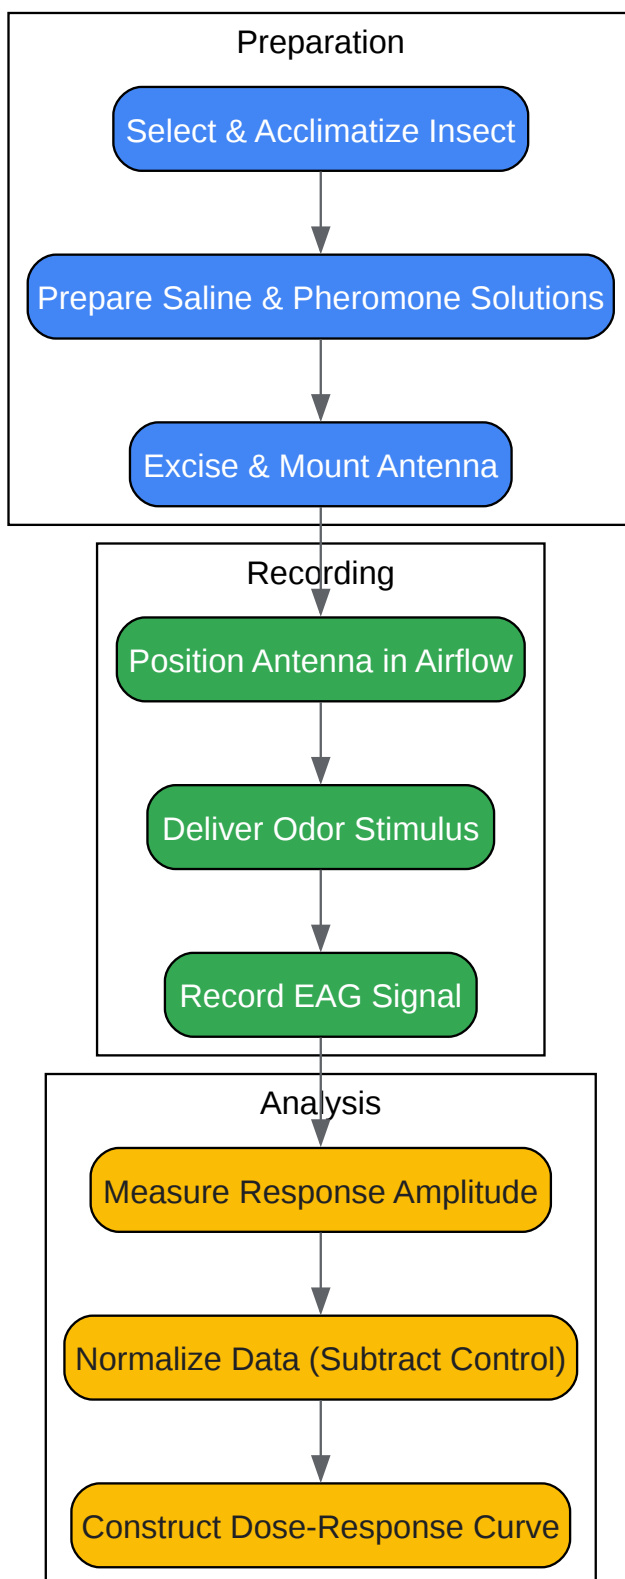 Preparation
Select & Acclimatize Insect
Prepare Saline & Pheromone Solutions
Excise & Mount Antenna
Recording
Position Antenna in Airflow
Deliver Odor Stimulus
Record EAG Signal
Analysis
Measure Response Amplitude
Normalize Data (Subtract Control)
Construct Dose-Response Curve